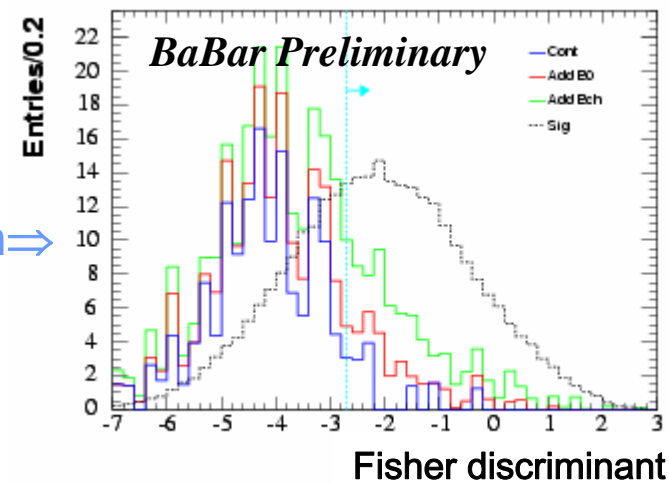 BaBar Preliminary
Entries/0.2
22
20
18
16
14
12
10
8
6
4
2
0
Cont
Add B0
Add Bch
Sig
-7 -6 -5 -4 -3 -2 -1 0 1 2 3
Fisher discriminant